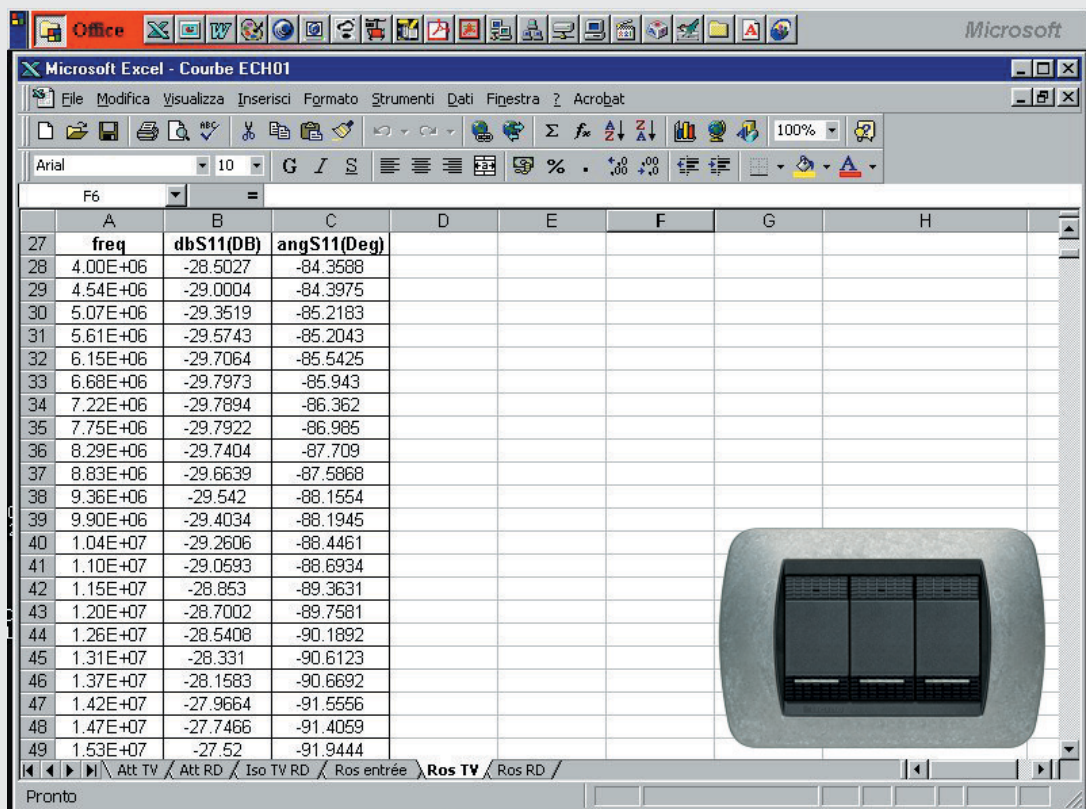 Office
Microsoft
Microsoft Excel - Courbe ECH01
File Modifica Visualizza Inserisci Formato Strumenti Dati Finestra ? Acrobat
100%
Arial 10 G I S
F6 =
A B C D E F G H
27 freq dbS11(DB) angS11(Deg)
28 4.00E+06 -28.5027 -84.3588
29 4.54E+06 -29.0004 -84.3975
30 5.07E+06 -29.3519 -85.2183
31 5.61E+06 -29.5743 -85.2043
32 6.15E+06 -29.7064 -85.5425
33 6.68E+06 -29.7973 -85.943
34 7.22E+06 -29.7894 -86.362
35 7.75E+06 -29.7922 -86.985
36 8.29E+06 -29.7404 -87.709
37 8.83E+06 -29.6639 -87.5868
38 9.36E+06 -29.542 -88.1554
39 9.90E+06 -29.4034 -88.1945
40 1.04E+07 -29.2606 -88.4461
41 1.10E+07 -29.0593 -88.6934
42 1.15E+07 -28.853 -89.3631
43 1.20E+07 -28.7002 -89.7581
44 1.26E+07 -28.5408 -90.1892
45 1.31E+07 -28.331 -90.6123
46 1.37E+07 -28.1583 -90.6692
47 1.42E+07 -27.9664 -91.5556
48 1.47E+07 -27.7466 -91.4059
49 1.53E+07 -27.52 -91.9444
Att TV Att RD Iso TV RD Ros entrée Ros TV Ros RD
Pronto